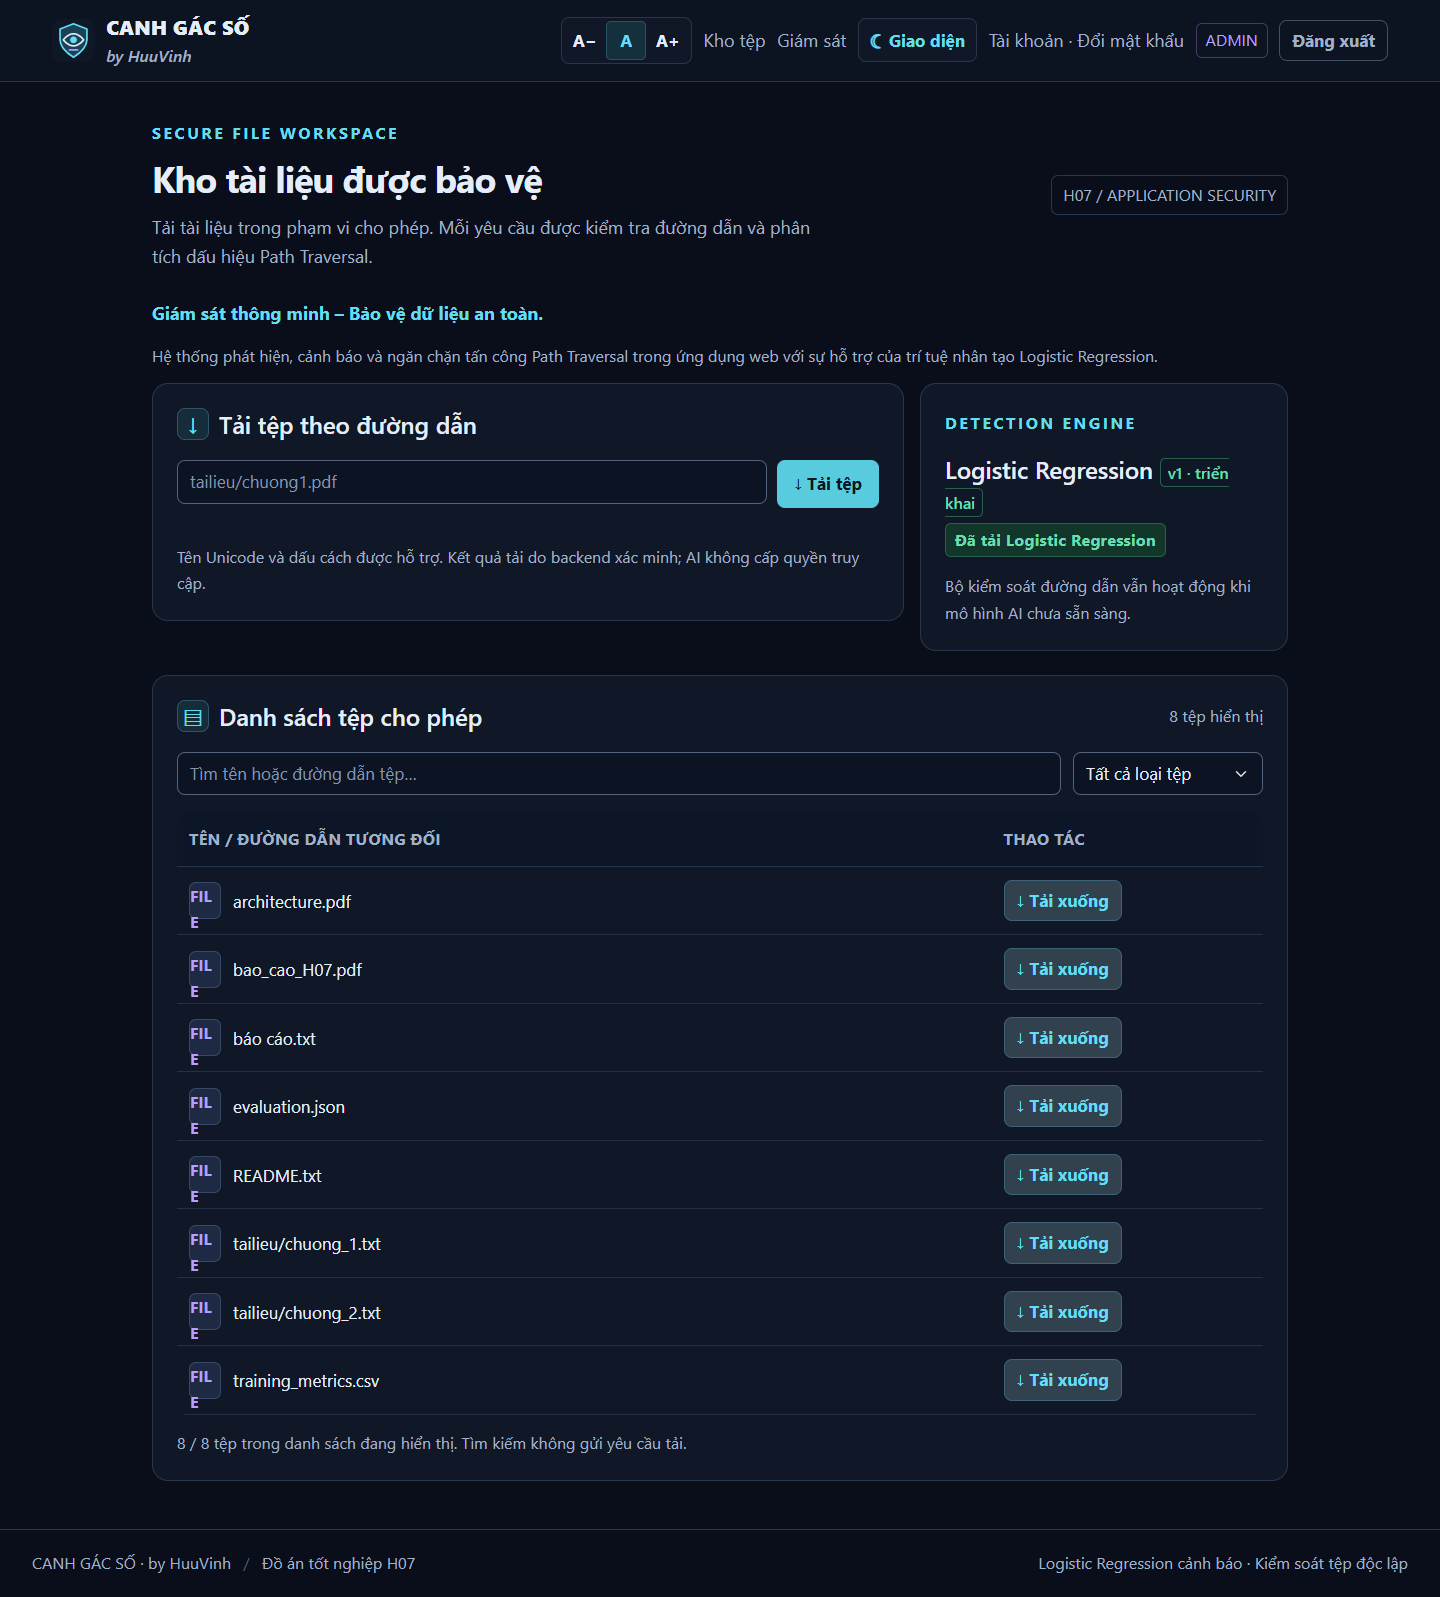 CANH GÁC SỐ
by HuuVinh
A− A A+ Kho tệp Giám sát ☾ Giao diện Tài khoản · Đổi mật khẩu ADMIN Đăng xuất
SECURE FILE WORKSPACE
Kho tài liệu được bảo vệ
H07 / APPLICATION SECURITY
Tải tài liệu trong phạm vi cho phép. Mỗi yêu cầu được kiểm tra đường dẫn và phân
tích dấu hiệu Path Traversal.
Giám sát thông minh – Bảo vệ dữ liệu an toàn.
Hệ thống phát hiện, cảnh báo và ngăn chặn tấn công Path Traversal trong ứng dụng web với sự hỗ trợ của trí tuệ nhân tạo Logistic Regression.
↓ Tải tệp theo đường dẫn
tailieu/chuong1.pdf
↓ Tải tệp
Tên Unicode và dấu cách được hỗ trợ. Kết quả tải do backend xác minh; AI không cấp quyền truy
cập.
DETECTION ENGINE
Logistic Regression v1 · triển
khai
Đã tải Logistic Regression
Bộ kiểm soát đường dẫn vẫn hoạt động khi
mô hình AI chưa sẵn sàng.
▤ Danh sách tệp cho phép
8 tệp hiển thị
Tìm tên hoặc đường dẫn tệp...
Tất cả loại tệp
TÊN / ĐƯỜNG DẪN TƯƠNG ĐỐI THAO TÁC
FIL
E
architecture.pdf ↓ Tải xuống
FIL
E
bao_cao_H07.pdf ↓ Tải xuống
FIL
E
báo cáo.txt ↓ Tải xuống
FIL
E
evaluation.json ↓ Tải xuống
FIL
E
README.txt ↓ Tải xuống
FIL
E
tailieu/chuong_1.txt ↓ Tải xuống
FIL
E
tailieu/chuong_2.txt ↓ Tải xuống
FIL
E
training_metrics.csv ↓ Tải xuống
8 / 8 tệp trong danh sách đang hiển thị. Tìm kiếm không gửi yêu cầu tải.
CANH GÁC SỐ · by HuuVinh / Đồ án tốt nghiệp H07
Logistic Regression cảnh báo · Kiểm soát tệp độc lập